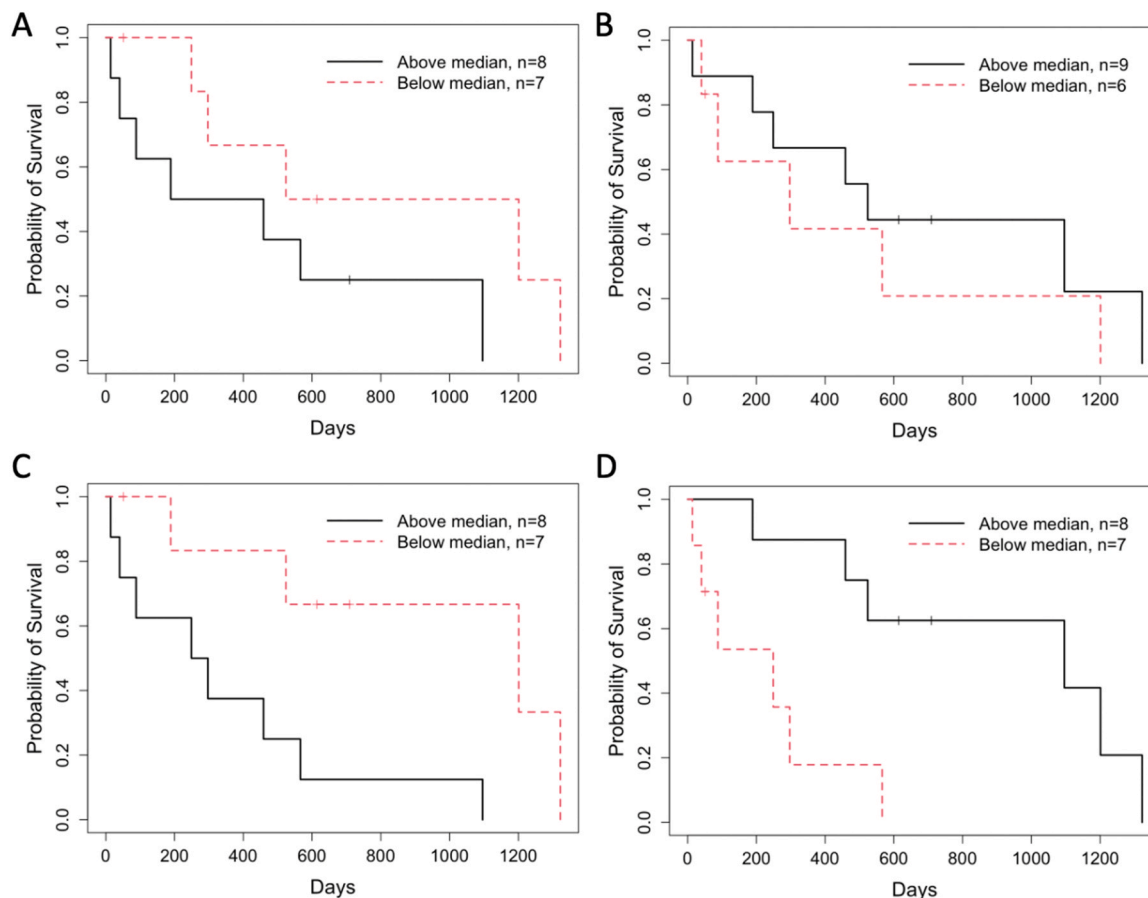 A
Probability of Survival
1.0
0.8
0.6
0.4
0.2
0.0
Above median, n=8
Below median, n=7
0 200 400 600 800 1000 1200
Days
B
Probability of Survival
1.0
0.8
0.6
0.4
0.2
0.0
Above median, n=9
Below median, n=6
0 200 400 600 800 1000 1200
Days
C
Probability of Survival
1.0
0.8
0.6
0.4
0.2
0.0
Above median, n=8
Below median, n=7
0 200 400 600 800 1000 1200
Days
D
Probability of Survival
1.0
0.8
0.6
0.4
0.2
0.0
Above median, n=8
Below median, n=7
0 200 400 600 800 1000 1200
Days